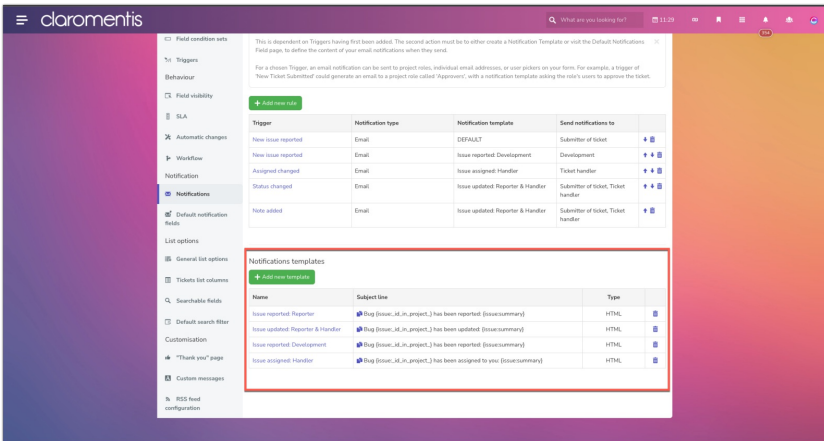 claromentis
What are you looking for?
11:29
Field condition sets
Triggers
Behaviour
Field visibility
SLA
Automatic changes
Workflow
Notification
Notifications
Default notification
fields
List options
General list options
Tickets list columns
Searchable fields
Default search filter
Customisation
"Thank you" page
Custom messages
RSS feed
configuration
This is dependent on Triggers having first been added. The second action must be to either create a Notification Template or visit the Default Notifications
Field page, to define the content of your email notifications when they send.
For a chosen Trigger, an email notification can be sent to project roles, individual email addresses, or user pickers on your form. For example, a trigger of
'New Ticket Submitted' could generate an email to a project role called 'Approvers', with a notification template asking the role's users to approve the ticket.
+ Add new rule
Trigger Notification type Notification template Send notifications to
New issue reported Email DEFAULT Submitter of ticket
New issue reported Email Issue reported: Development Development
Assigned changed Email Issue assigned: Handler Ticket handler
Status changed Email Issue updated: Reporter & Handler Submitter of ticket, Ticket
handler
Note added Email Issue updated: Reporter & Handler Submitter of ticket, Ticket
handler
Notifications templates
+ Add new template
Name Subject line Type
Issue reported: Reporter Bug {issue:_id_in_project_} has been reported: {issue:summary} HTML
Issue updated: Reporter & Handler Bug {issue:_id_in_project_} has been updated: {issue:summary} HTML
Issue reported: Development Bug {issue:_id_in_project_} has been reported: {issue:summary} HTML
Issue assigned: Handler Bug {issue:_id_in_project_} has been assigned to you: {issue:summary} HTML